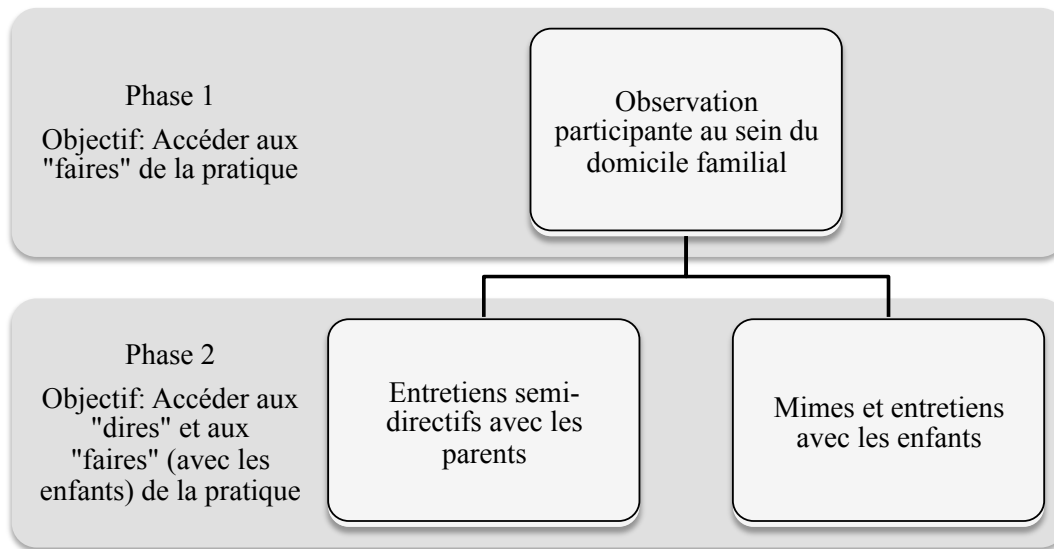 Phase 1
Objectif: Accéder aux
"faires" de la pratique
Observation
participante au sein du
domicile familial
Phase 2
Objectif: Accéder aux
"dires" et aux
"faires" (avec les
enfants) de la pratique
Entretiens semi-
directifs avec les
parents
Mimes et entretiens
avec les enfants